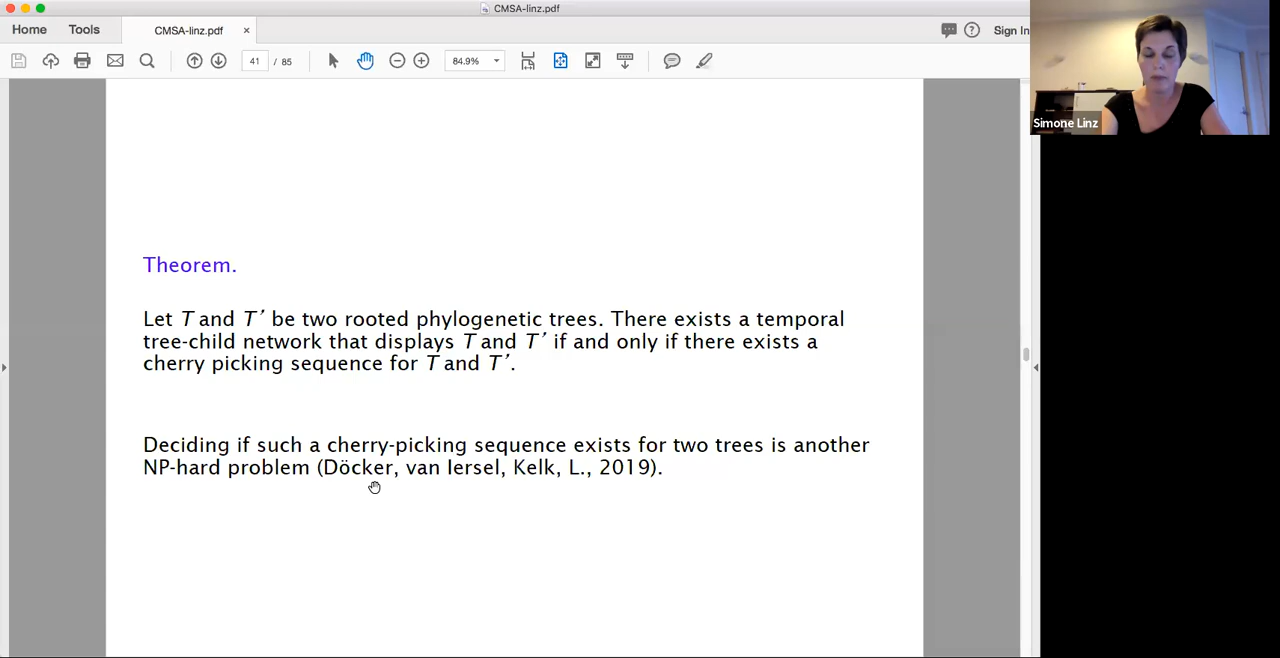 CMSA-linz.pdf
Home Tools CMSA-linz.pdf × Sign In
41 / 85 84.9%
Simone Linz
Theorem.
Let T and T’ be two rooted phylogenetic trees. There exists a temporal
tree-child network that displays T and T’ if and only if there exists a
cherry picking sequence for T and T’.
Deciding if such a cherry-picking sequence exists for two trees is another
NP-hard problem (Döcker, van Iersel, Kelk, L., 2019).